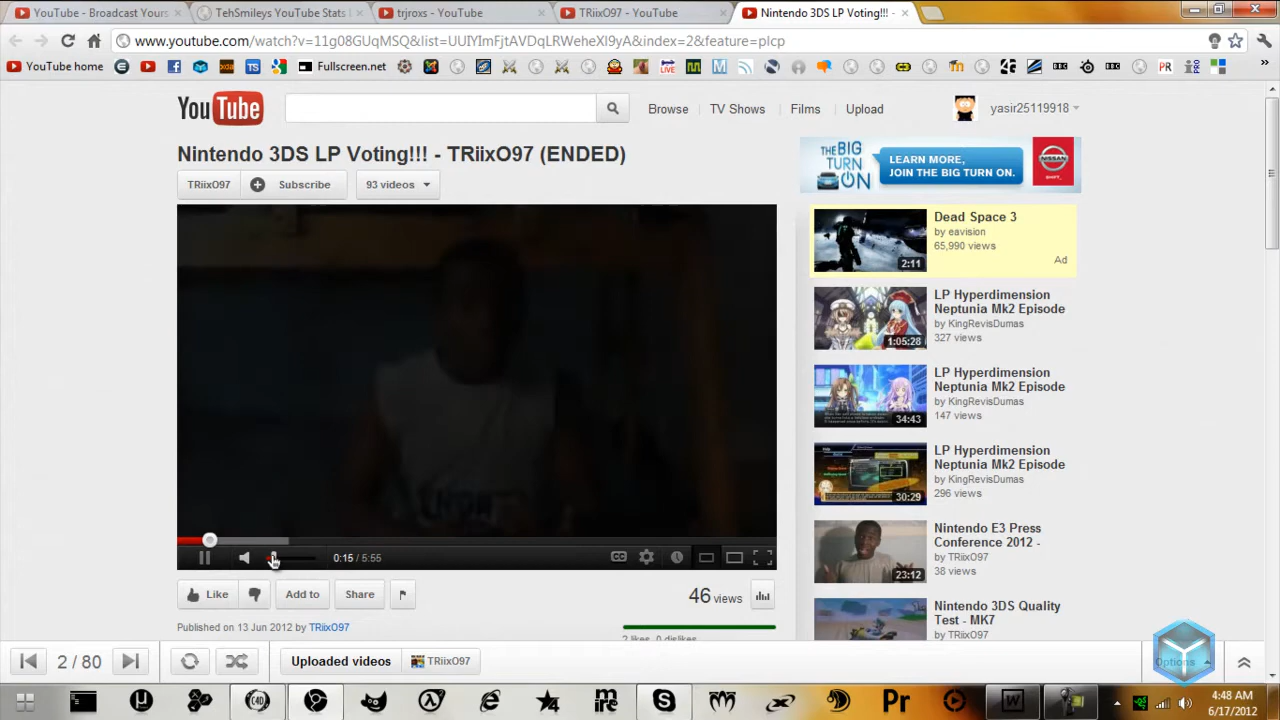 YouTube - Broadcast Yours
TehSmileys YouTube Stats
trjroxs - YouTube
TRiixO97 - YouTube
Nintendo 3DS LP Voting!!! -
www.youtube.com/watch?v=11g08GUqMSQ&list=UUIYImFjtAVDqLRWeheXl9yA&index=2&feature=plcp
YouTube home
Fullscreen.net
YouTube
Browse
TV Shows
Films
Upload
yasir25119918
Nintendo 3DS LP Voting!!! - TRiixO97 (ENDED)
TRiixO97
Subscribe
93 videos
THE BIG TURN ON
LEARN MORE,
JOIN THE BIG TURN ON.
NISSAN
Dead Space 3
by eavision
65,990 views
Ad
2:11
LP Hyperdimension
Neptunia Mk2 Episode
by KingRevisDumas
327 views
1:05:28
LP Hyperdimension
Neptunia Mk2 Episode
by KingRevisDumas
147 views
34:43
LP Hyperdimension
Neptunia Mk2 Episode
by KingRevisDumas
296 views
30:29
Nintendo E3 Press
Conference 2012 -
by TRiixO97
38 views
23:12
Nintendo 3DS Quality
Test - MK7
by TRiixO97
0:15 / 5:55
CC
Like
Add to
Share
46 views
Published on 13 Jun 2012 by TRiixO97
2 likes, 0 dislikes
2 / 80
Uploaded videos
TRiixO97
Options
4:48 AM
6/17/2012